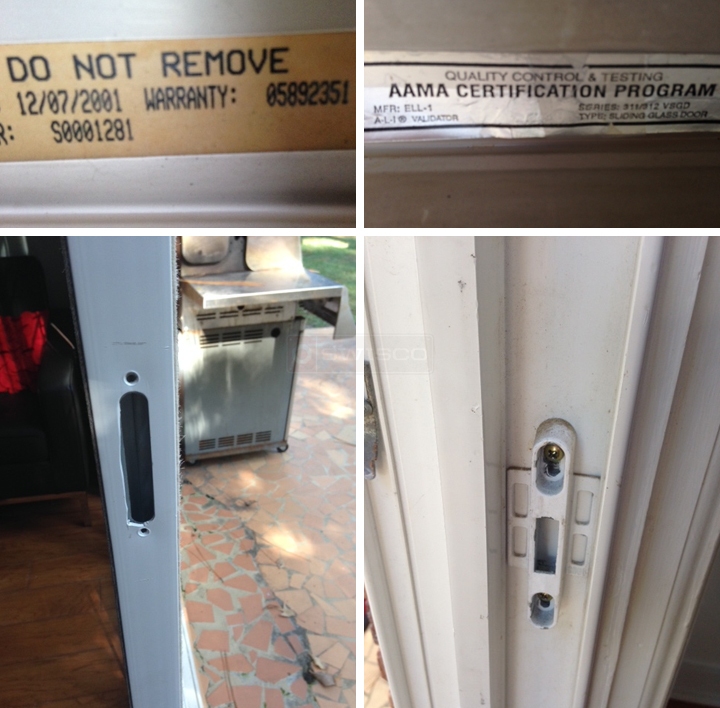 DO NOT REMOVE
12/07/2001 WARRANTY: 05892351
R: S0001281
QUALITY CONTROL & TESTING
AAMA CERTIFICATION PROGRAM
MFR: ELL-1 SERIES: 311/312 VSGD
A-L-I® VALIDATOR TYPE: SLIDING GLASS DOOR
SWISCO